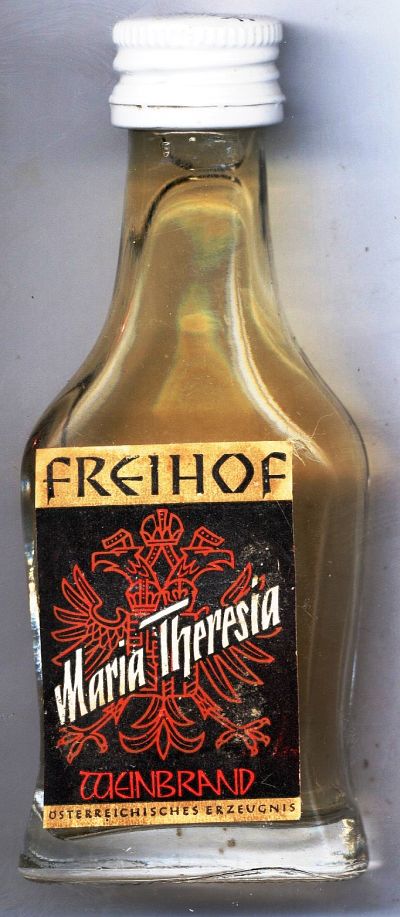 FREIHOF
Maria Theresia
WEINBRAND
ÖSTERREICHISCHES ERZEUGNIS